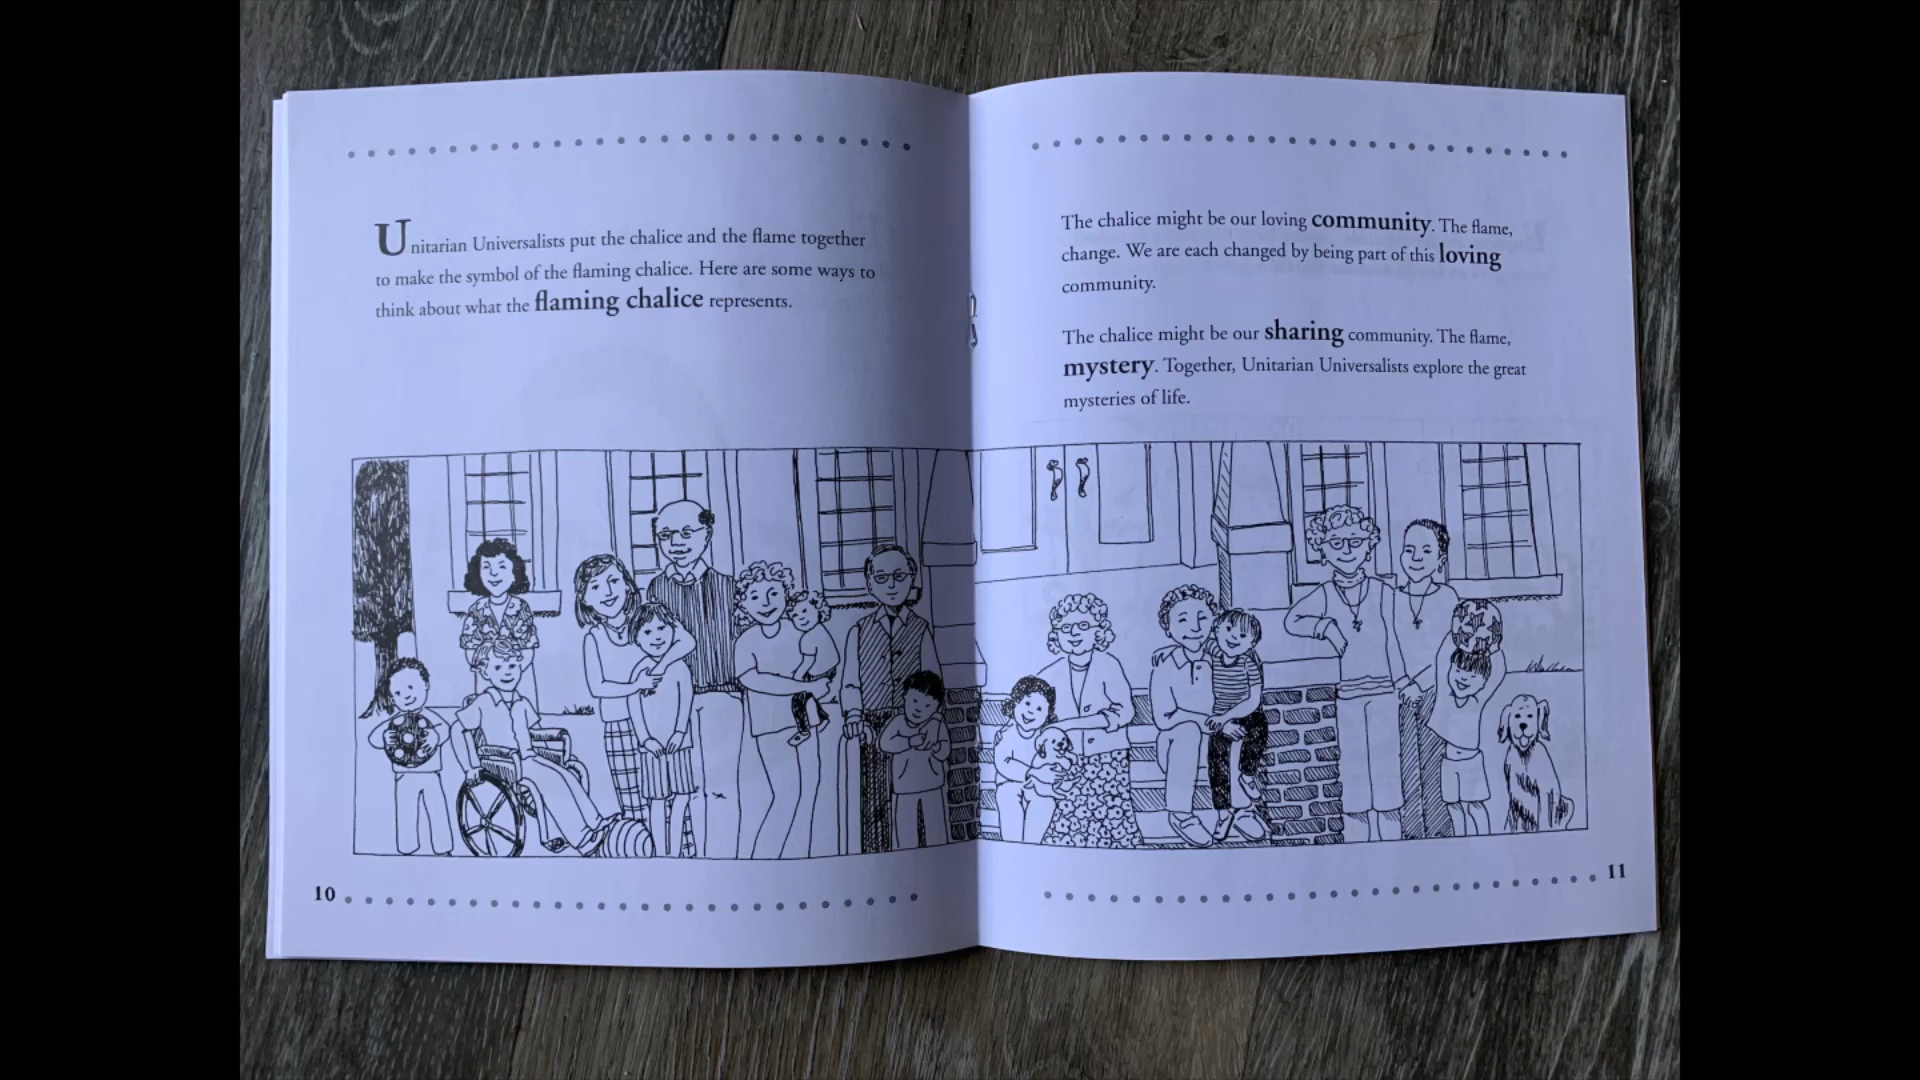 Unitarian Universalists put the chalice and the flame together
to make the symbol of the flaming chalice. Here are some ways to
think about what the flaming chalice represents.
The chalice might be our loving community. The flame,
change. We are each changed by being part of this loving
community.
The chalice might be our sharing community. The flame,
mystery. Together, Unitarian Universalists explore the great
mysteries of life.
10
11